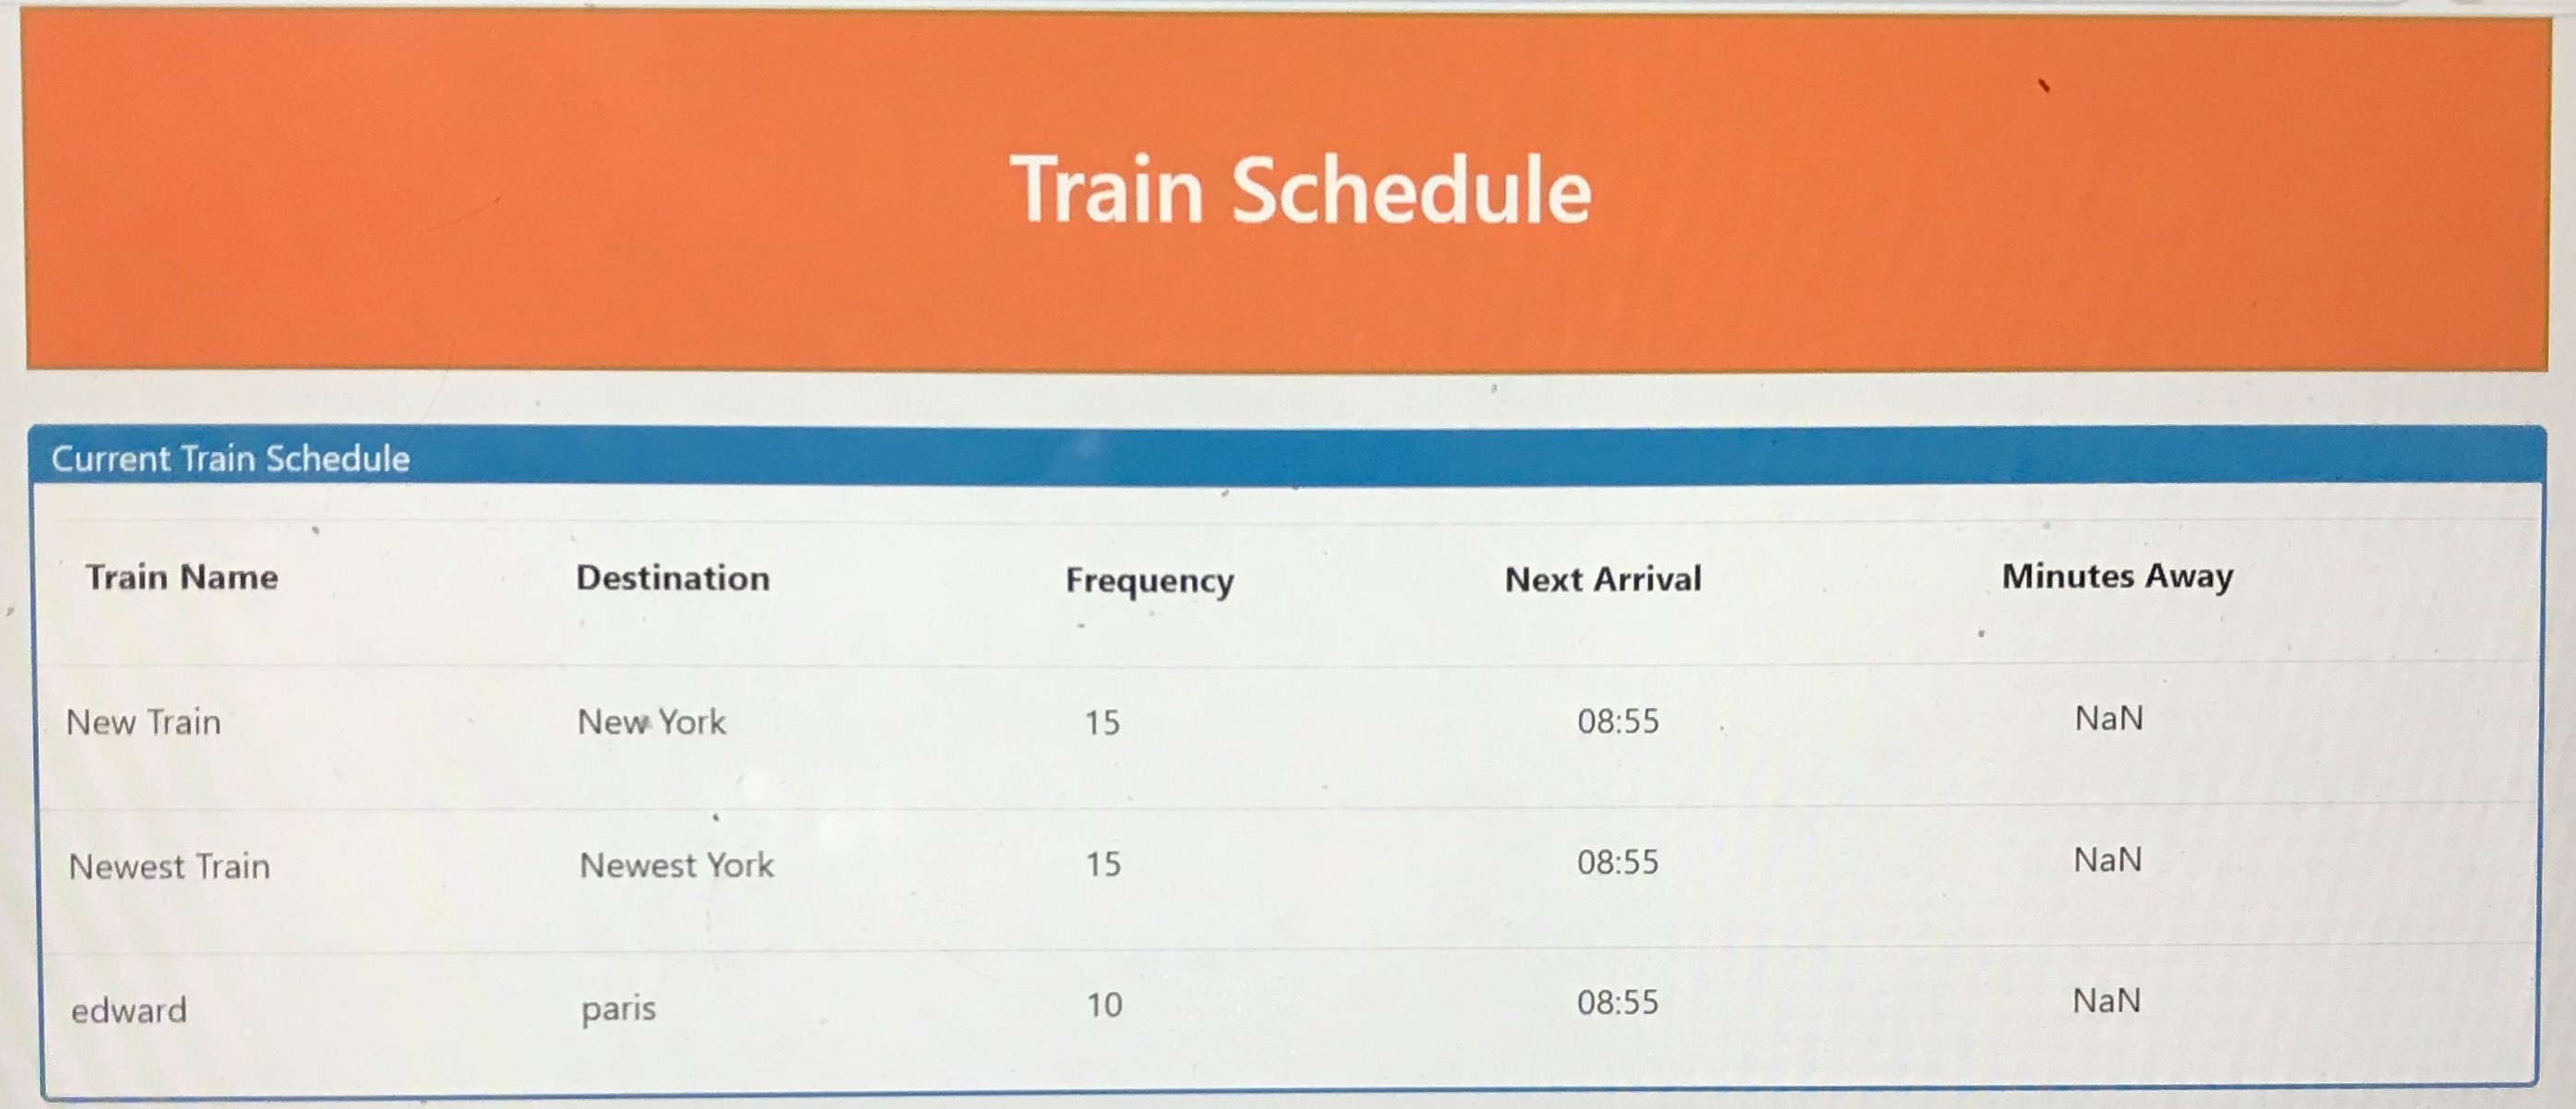 Train Schedule
Current Train Schedule
Train Name Destination Frequency Next Arrival Minutes Away
New Train New York 15 08:55 NaN
Newest Train Newest York 15 08:55 NaN
edward paris 10 08:55 NaN